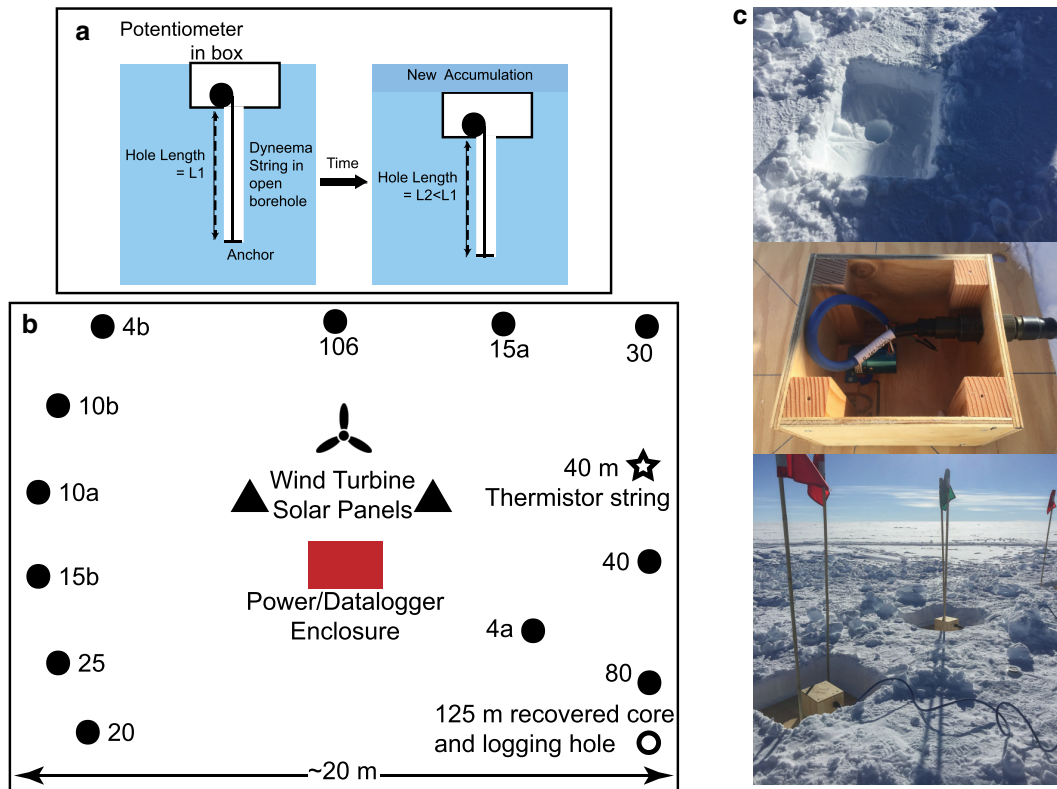 a
Potentiometer
in box
Hole Length
= L1
Dyneema
String in
open
borehole
Anchor
Time
New Accumulation
Hole Length
= L2<L1
b
4b
106
15a
30
10b
10a
15b
25
20
Wind Turbine
Solar Panels
Power/Datalogger
Enclosure
40 m
Thermistor string
40
4a
80
125 m recovered core
and logging hole
~20 m
c